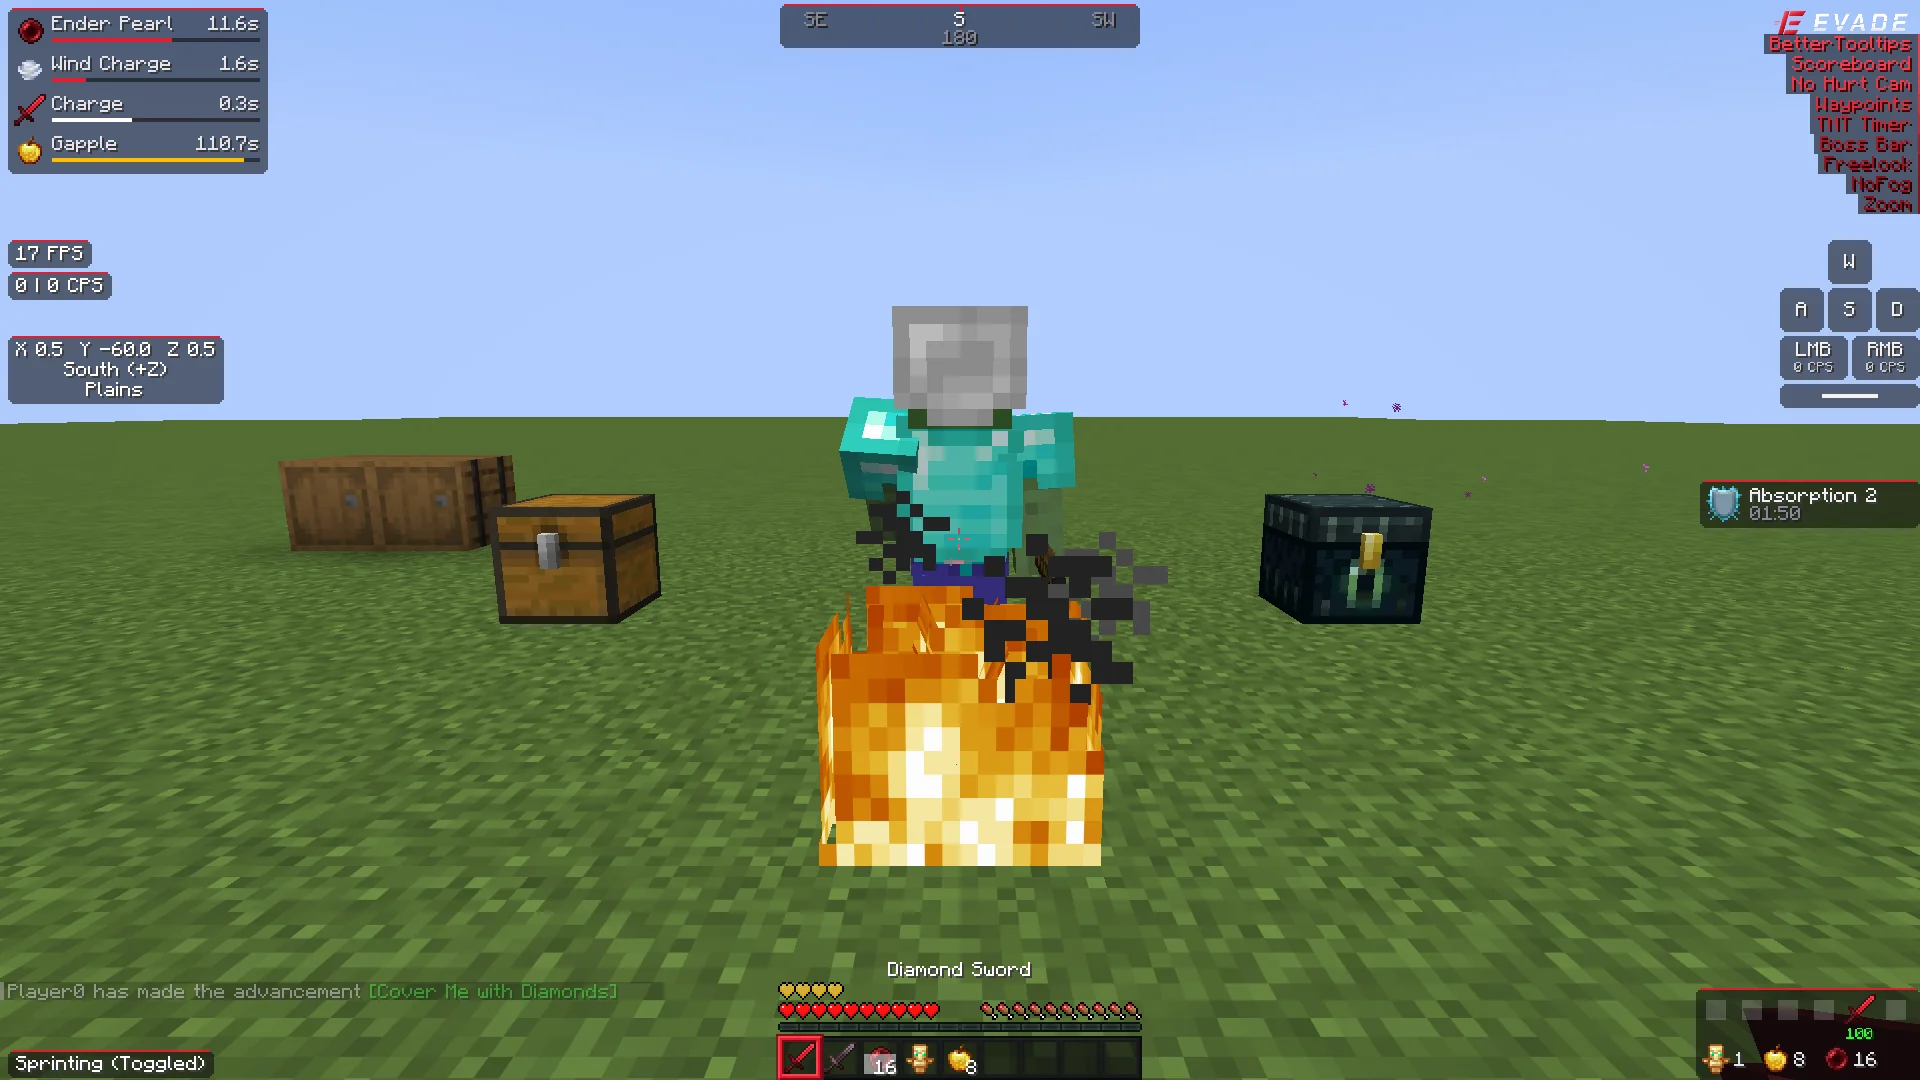 Ender Pearl 11.6s
Wind Charge 1.6s
Charge 0.3s
Gapple 110.7s
SE S SW
180
EVADE
BetterTooltips
Scoreboard
No Hurt Cam
Waypoints
TNT Timer
Boss Bar
Freelook
NoFog
Zoom
17 FPS
0 | 0 CPS
W
A S D
LMB RMB
0 CPS 0 CPS
X 0.5 Y -60.0 Z 0.5
South (+Z)
Plains
Absorption 2
01:50
Diamond Sword
Player0 has made the advancement [Cover Me with Diamonds]
Sprinting (Toggled)
16 8
100
1 8 16